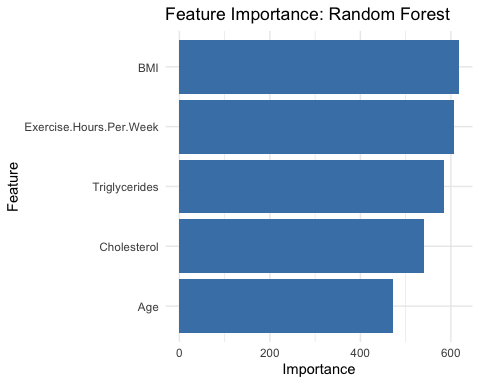 Feature Importance: Random Forest
BMI
Exercise.Hours.Per.Week
Triglycerides
Cholesterol
Age
Feature
0 200 400 600
Importance